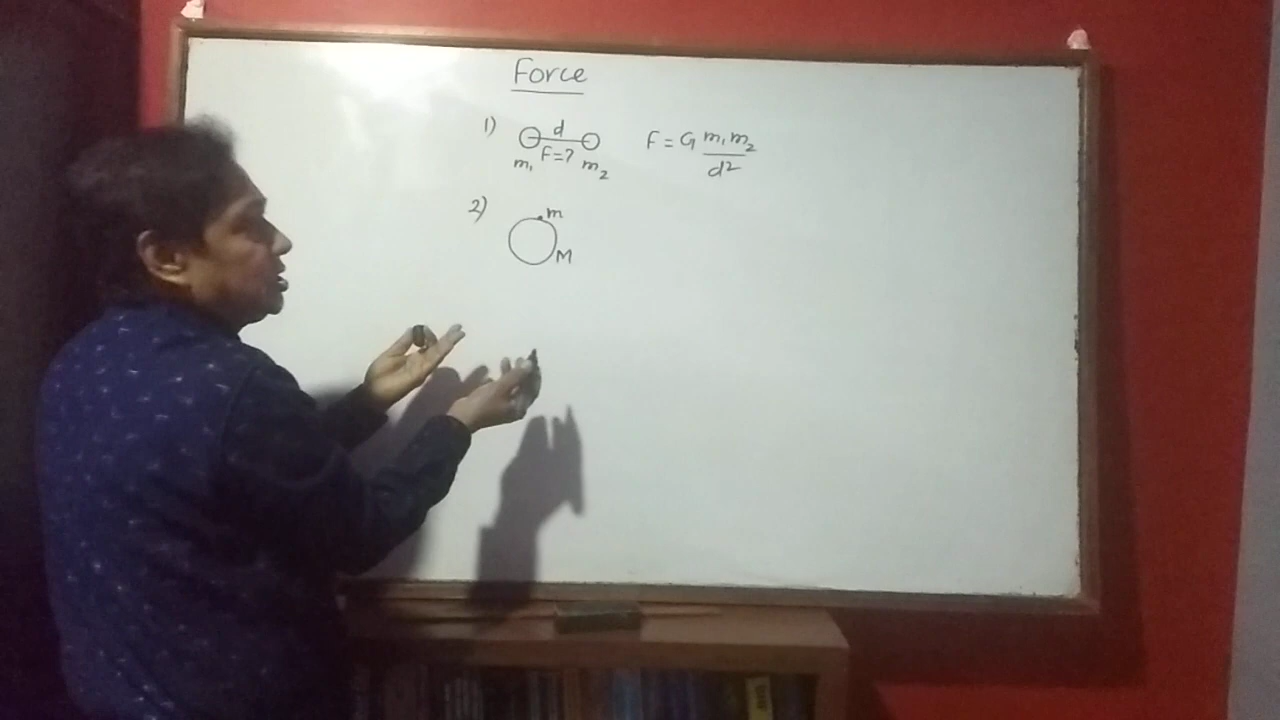 Force
1) d F = G m₁m₂/d²
F=?
m₁ m₂
2) m
M